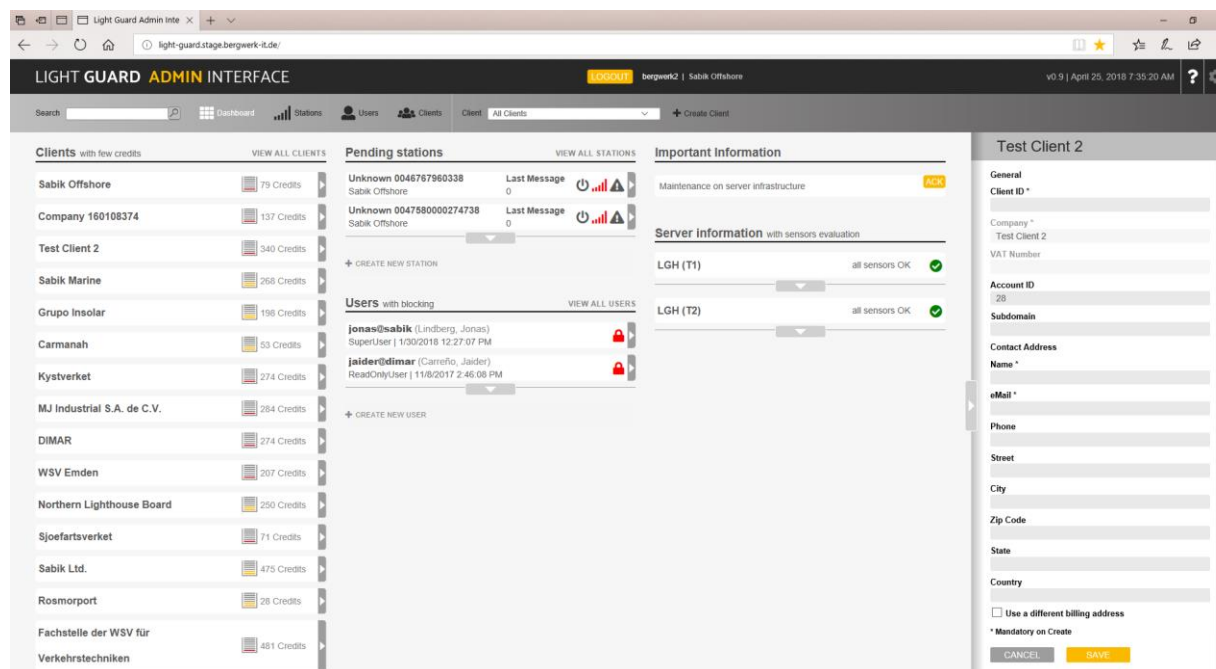 Light Guard Admin Inte
light-guard.stage.bergwerk-it.de/
LIGHT GUARD ADMIN INTERFACE
LOGOUT
bergwerk2 | Sabik Offshore
v0.9 | April 25, 2018 7:35:20 AM
?
Search
Dashboard
Stations
Users
Clients
Client
All Clients
+ Create Client
Clients with few credits
VIEW ALL CLIENTS
Sabik Offshore
79 Credits
Company 160108374
137 Credits
Test Client 2
340 Credits
Sabik Marine
268 Credits
Grupo Insolar
198 Credits
Carmanah
53 Credits
Kystverket
274 Credits
MJ Industrial S.A. de C.V.
284 Credits
DIMAR
274 Credits
WSV Emden
207 Credits
Northern Lighthouse Board
250 Credits
Sjoefartsverket
71 Credits
Sabik Ltd.
475 Credits
Rosmorport
28 Credits
Fachstelle der WSV für
Verkehrstechniken
481 Credits
Pending stations
VIEW ALL STATIONS
Unknown 0046767960338
Sabik Offshore
Last Message
0
Unknown 0047580000274738
Sabik Offshore
Last Message
0
+ CREATE NEW STATION
Users with blocking
VIEW ALL USERS
jonas@sabik (Lindberg, Jonas)
SuperUser | 1/30/2018 12:27:07 PM
jaider@dimar (Carreño, Jaider)
ReadOnlyUser | 11/8/2017 2:46:08 PM
+ CREATE NEW USER
Important Information
Maintenance on server infrastructure
ACK
Server information with sensors evaluation
LGH (T1)
all sensors OK
LGH (T2)
all sensors OK
Test Client 2
General
Client ID *
Company *
Test Client 2
VAT Number
Account ID
28
Subdomain
Contact Address
Name *
eMail *
Phone
Street
City
Zip Code
State
Country
Use a different billing address
* Mandatory on Create
CANCEL
SAVE